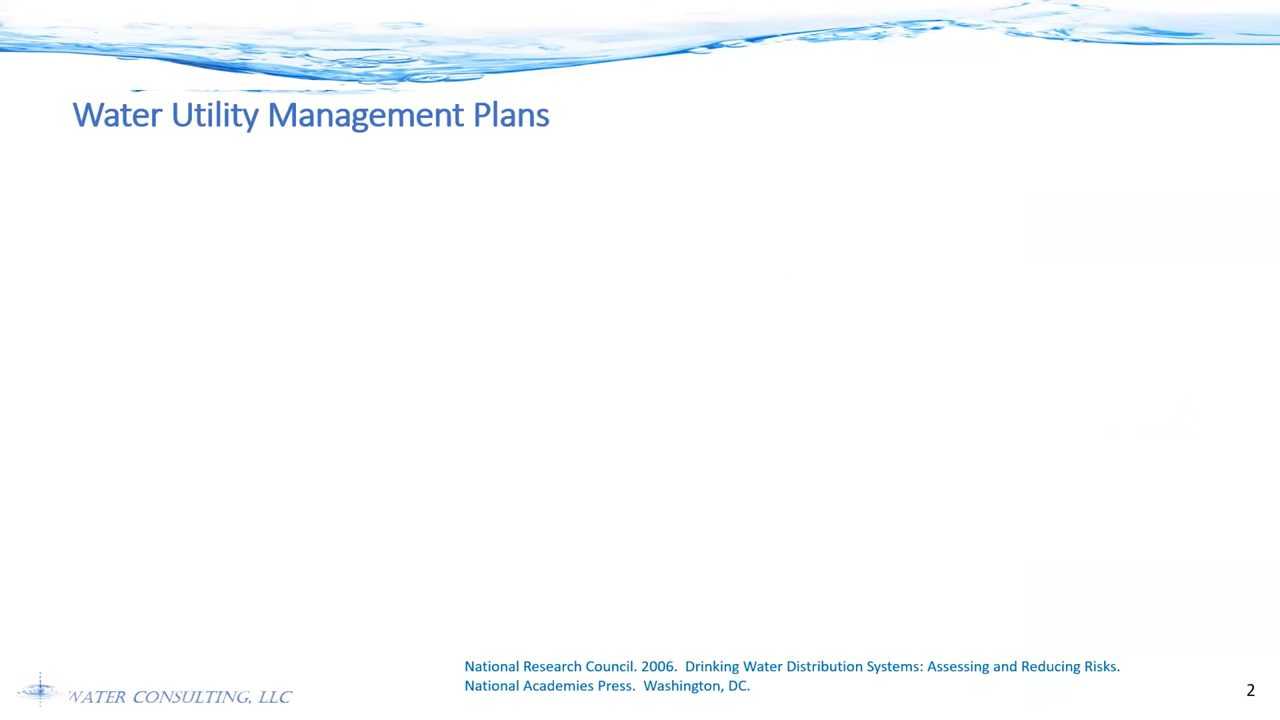 Water Utility Management Plans
National Research Council. 2006.  Drinking Water Distribution Systems: Assessing and Reducing Risks.
National Academies Press.  Washington, DC.
WATER CONSULTING, LLC
2